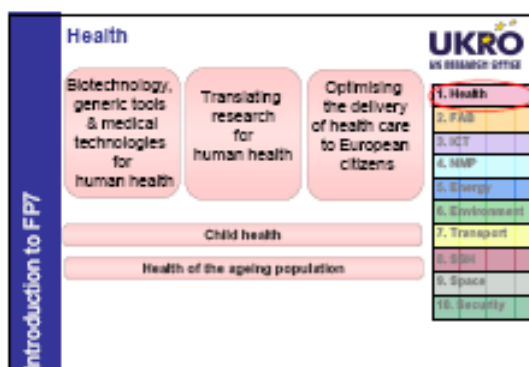 Health
UKRO
UK RESEARCH OFFICE
Biotechnology,
generic tools
& medical
technologies
for
human health
Translating
research
for
human health
Optimising
the delivery
of health care
to European
citizens
Child health
Health of the ageing population
1. Health
2. FAB
3. ICT
4. NMP
5. Energy
6. Environment
7. Transport
8. SSH
9. Space
10. Security
Introduction to FP7